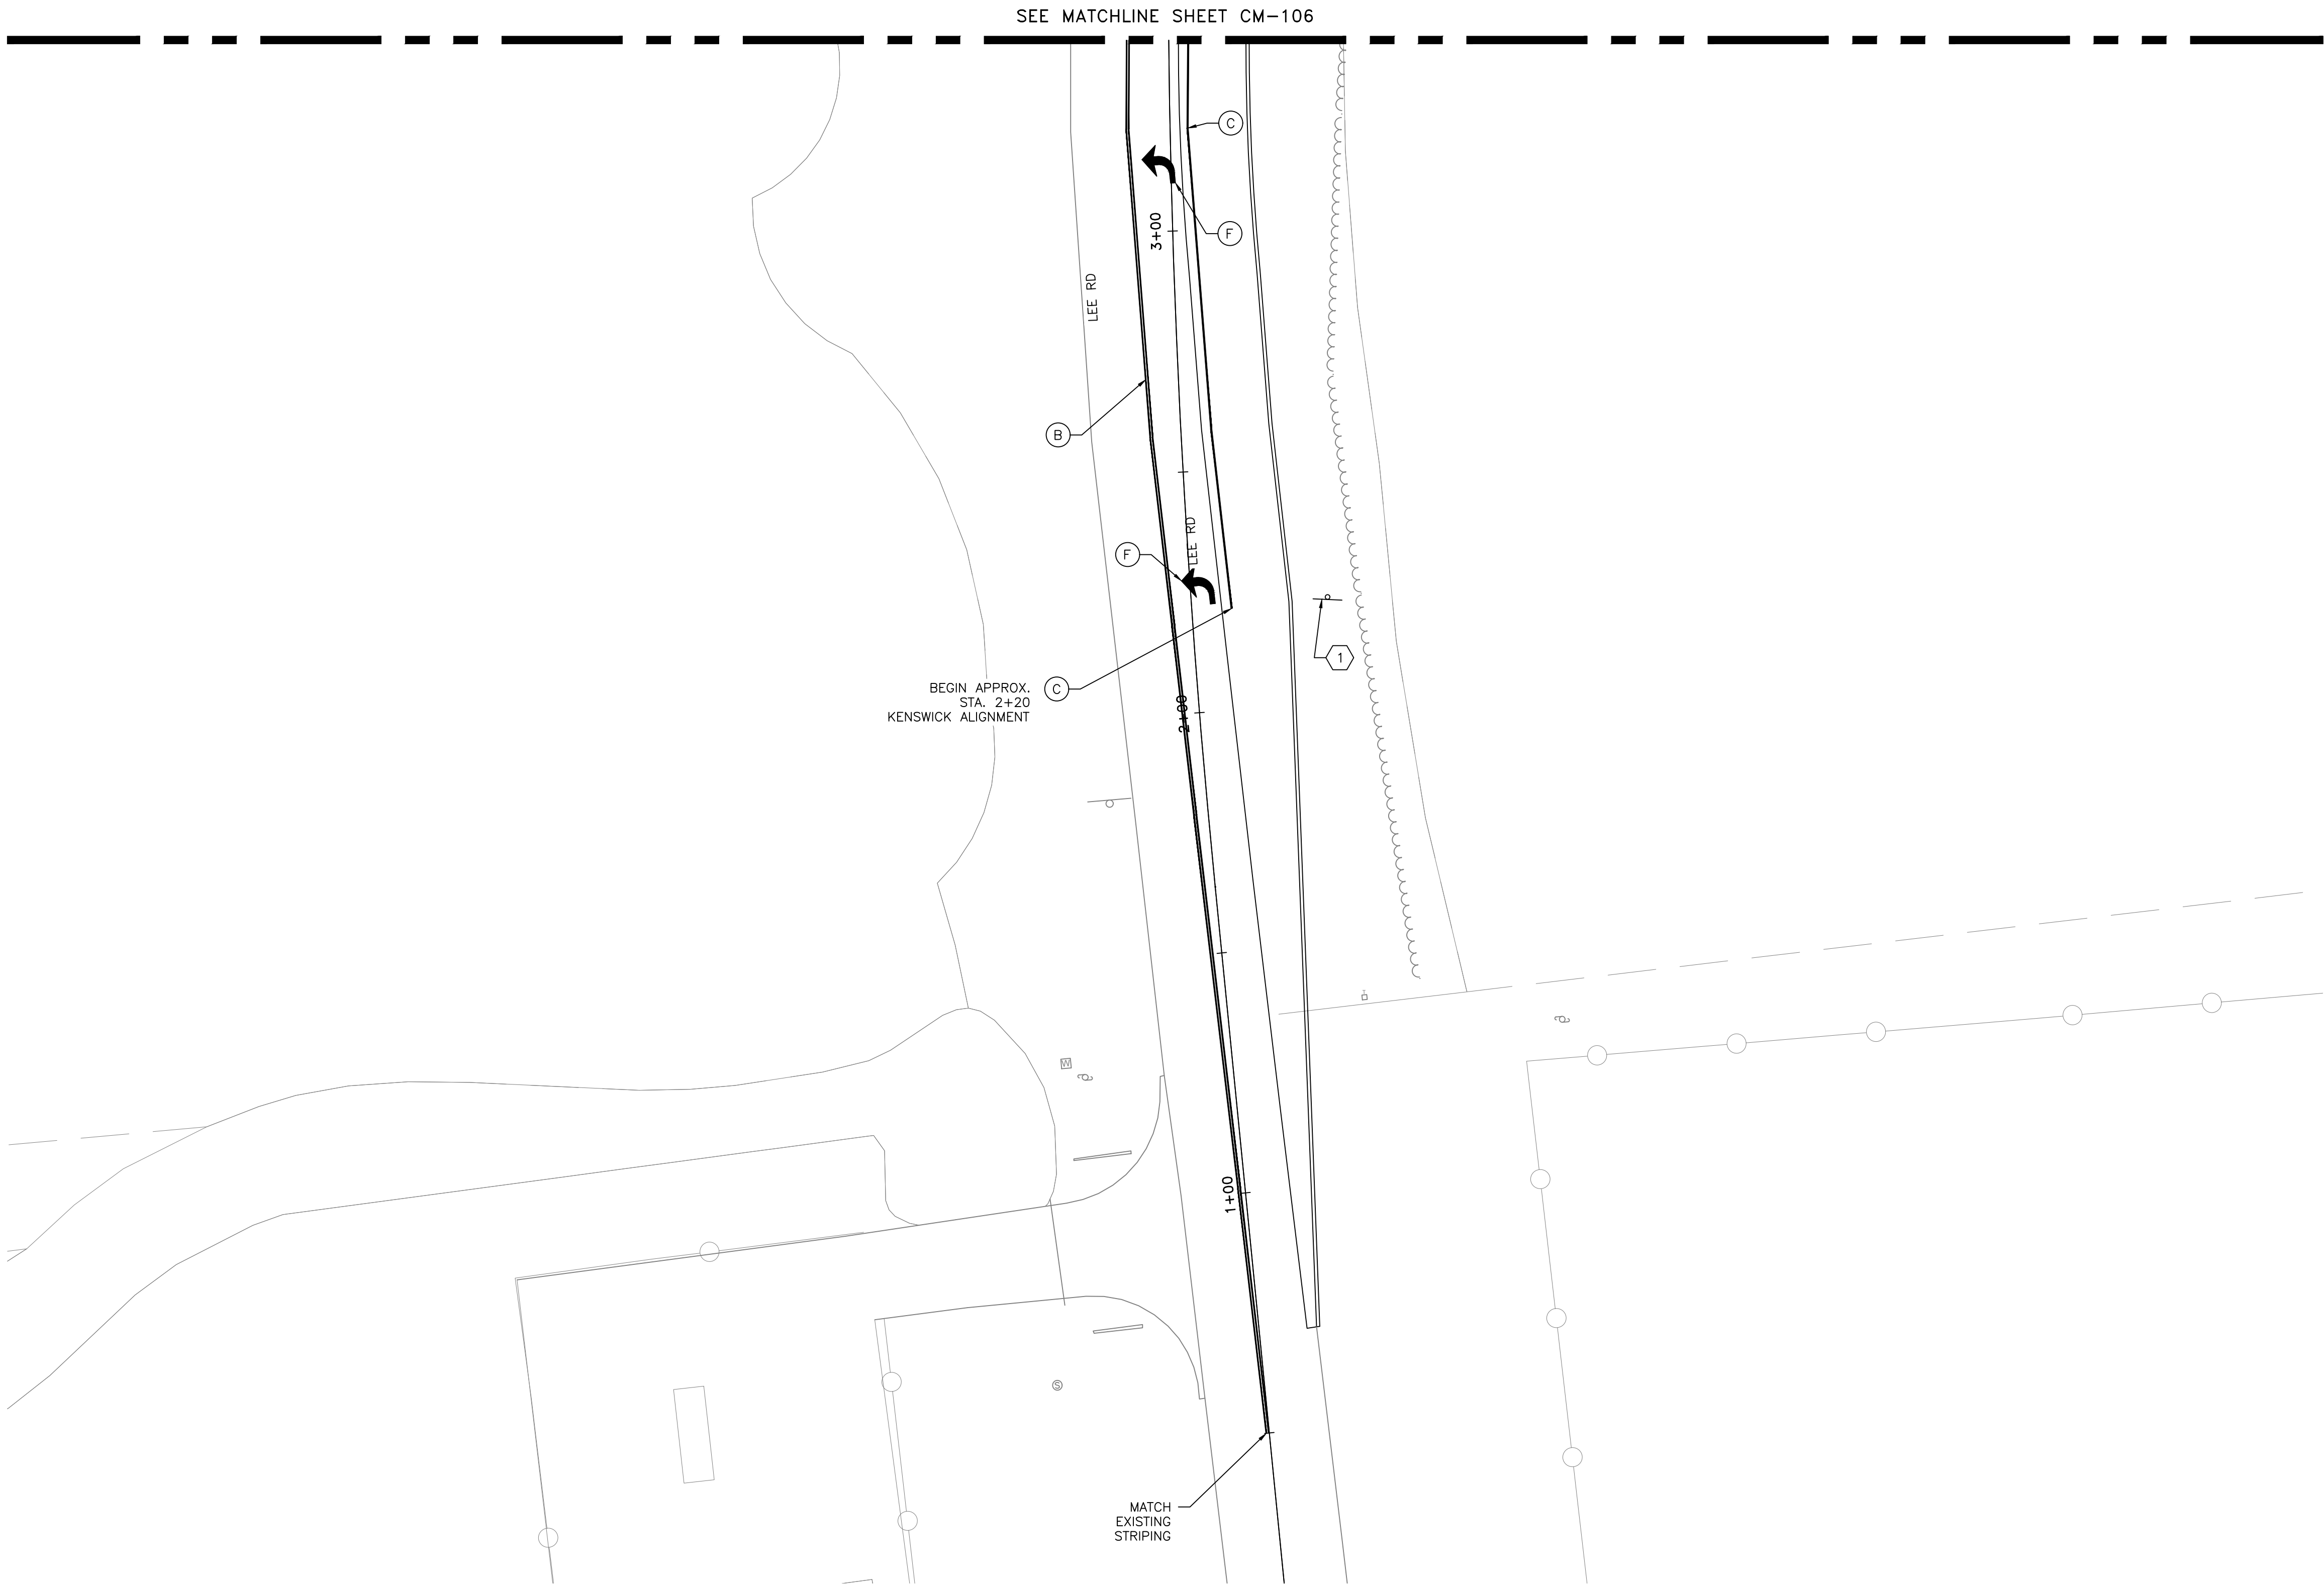 SEE MATCHLINE SHEET CM-106
C
3+00
F
LEE RD
B
LEE RD
F
1
BEGIN APPROX.
STA. 2+20
KENSWICK ALIGNMENT
C
2+00
W
1+00
S
MATCH
EXISTING
STRIPING